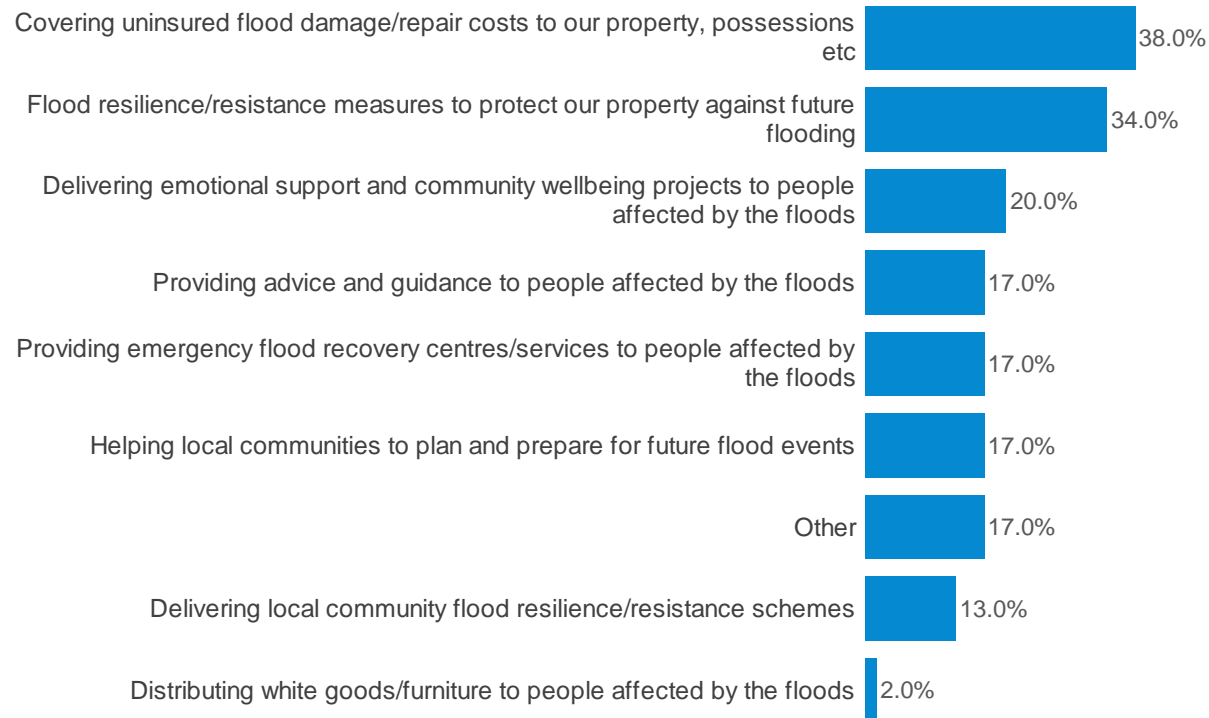 Covering uninsured flood damage/repair costs to our property, possessions
etc
38.0%
Flood resilience/resistance measures to protect our property against future
flooding
34.0%
Delivering emotional support and community wellbeing projects to people
affected by the floods
20.0%
Providing advice and guidance to people affected by the floods
17.0%
Providing emergency flood recovery centres/services to people affected by
the floods
17.0%
Helping local communities to plan and prepare for future flood events
17.0%
Other
17.0%
Delivering local community flood resilience/resistance schemes
13.0%
Distributing white goods/furniture to people affected by the floods
2.0%